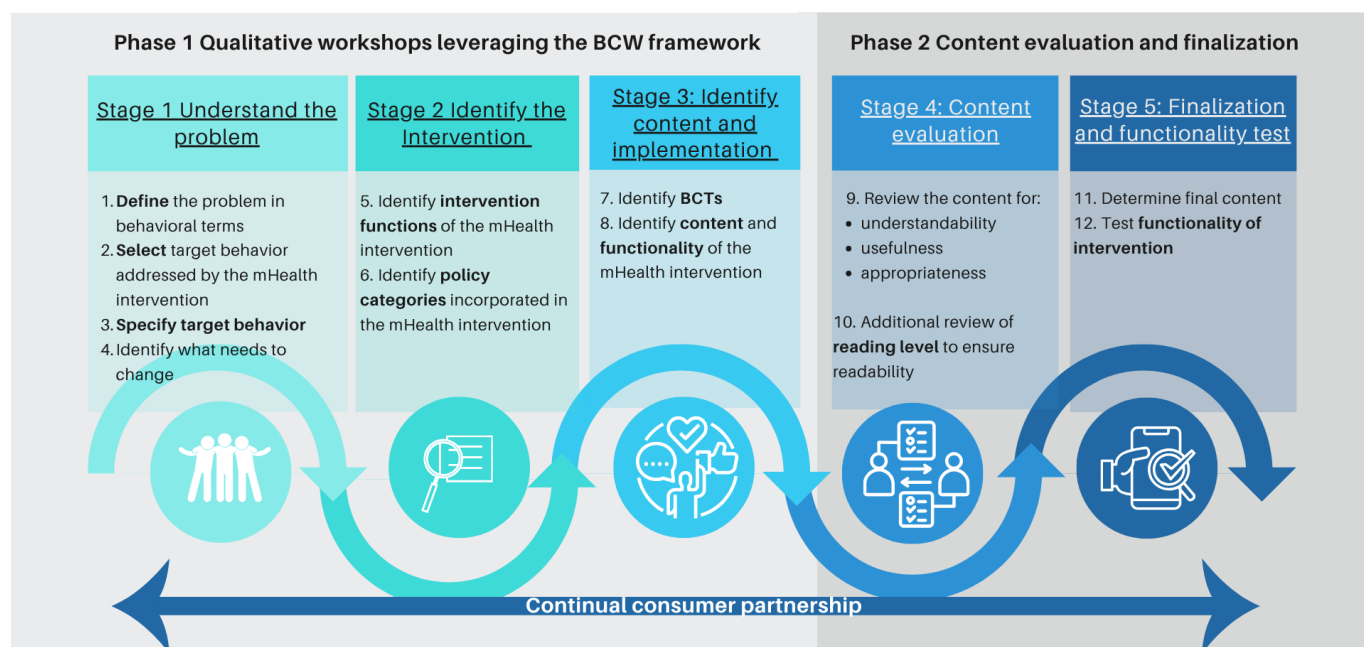 Phase 1 Qualitative workshops leveraging the BCW framework
Phase 2 Content evaluation and finalization
Stage 1 Understand the
problem
1. Define the problem in
behavioral terms
2. Select target behavior
addressed by the mHealth
intervention
3. Specify target behavior
4. Identify what needs to
change
Stage 2 Identify the
Intervention
5. Identify intervention
functions of the mHealth
intervention
6. Identify policy
categories incorporated in
the mHealth intervention
Stage 3: Identify
content and
implementation
7. Identify BCTs
8. Identify content and
functionality of the
mHealth intervention
Stage 4: Content
evaluation
9. Review the content for:
• understandability
• usefulness
• appropriateness
10. Additional review of
reading level to ensure
readability
Stage 5: Finalization
and functionality test
11. Determine final content
12. Test functionality of
intervention
Continual consumer partnership